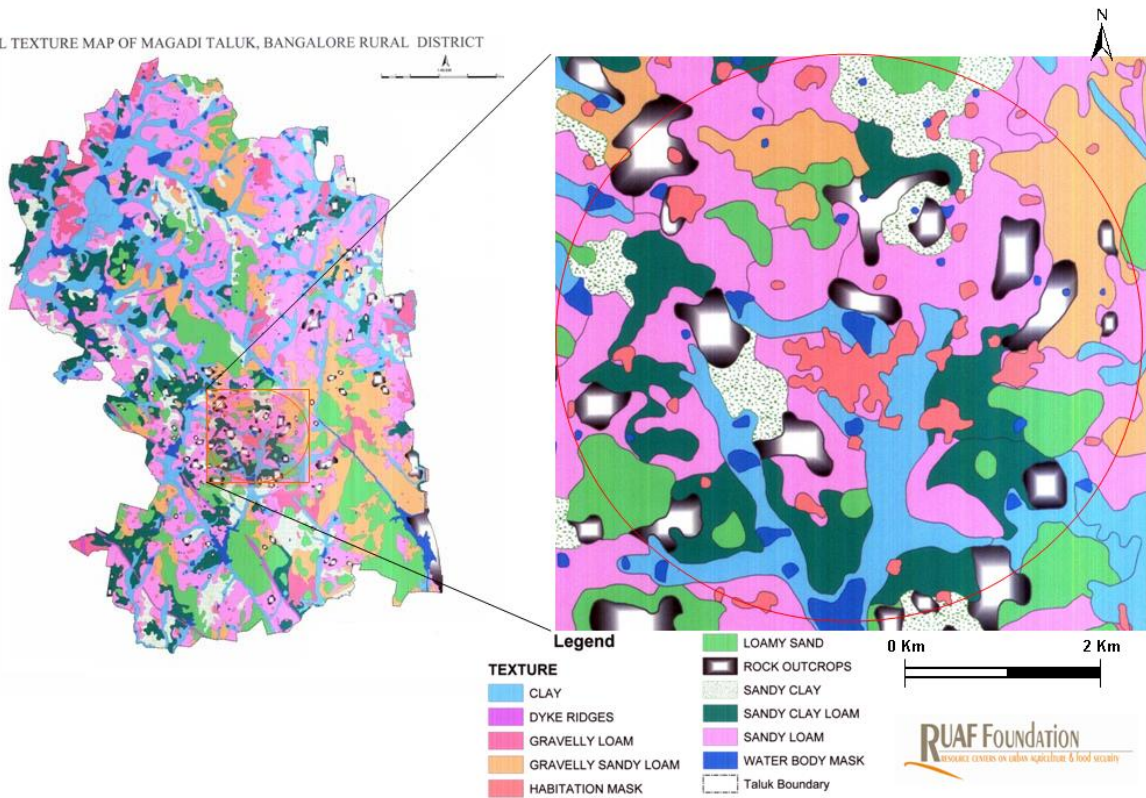 L TEXTURE MAP OF MAGADI TALUK, BANGALORE RURAL DISTRICT
N
Legend
TEXTURE
CLAY
DYKE RIDGES
GRAVELLY LOAM
GRAVELLY SANDY LOAM
HABITATION MASK
LOAMY SAND
ROCK OUTCROPS
SANDY CLAY
SANDY CLAY LOAM
SANDY LOAM
WATER BODY MASK
Taluk Boundary
0 Km 2 Km
RUAF FOUNDATION
RESOURCE CENTERS ON URBAN AGRICULTURE & FOOD SECURITY